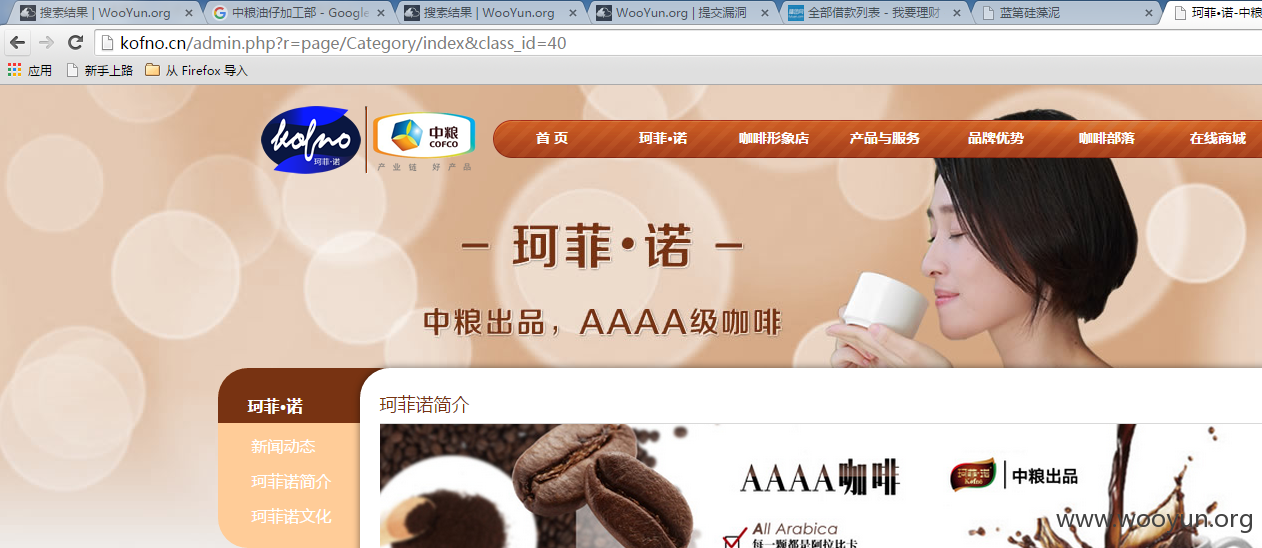 搜索结果 | WooYun.org
中粮油仔加工部 - Google
搜索结果 | WooYun.org
WooYun.org | 提交漏洞
全部借款列表 - 我要理财
蓝第硅藻泥
珂菲•诺-中粮
kofno.cn/admin.php?r=page/Category/index&class_id=40
应用 新手上路 从 Firefox 导入
kofno
珂菲·诺
中粮
COFCO
产业链 好产品
首 页 珂菲•诺 咖啡形象店 产品与服务 品牌优势 咖啡部落 在线商城
– 珂菲•诺 –
中粮出品，AAAA级咖啡
珂菲•诺
新闻动态
珂菲诺简介
珂菲诺文化
珂菲诺简介
AAAA咖啡
珂菲·诺
Kofno
中粮出品
All Arabica
每一颗都是阿拉比卡
www.wooyun.org